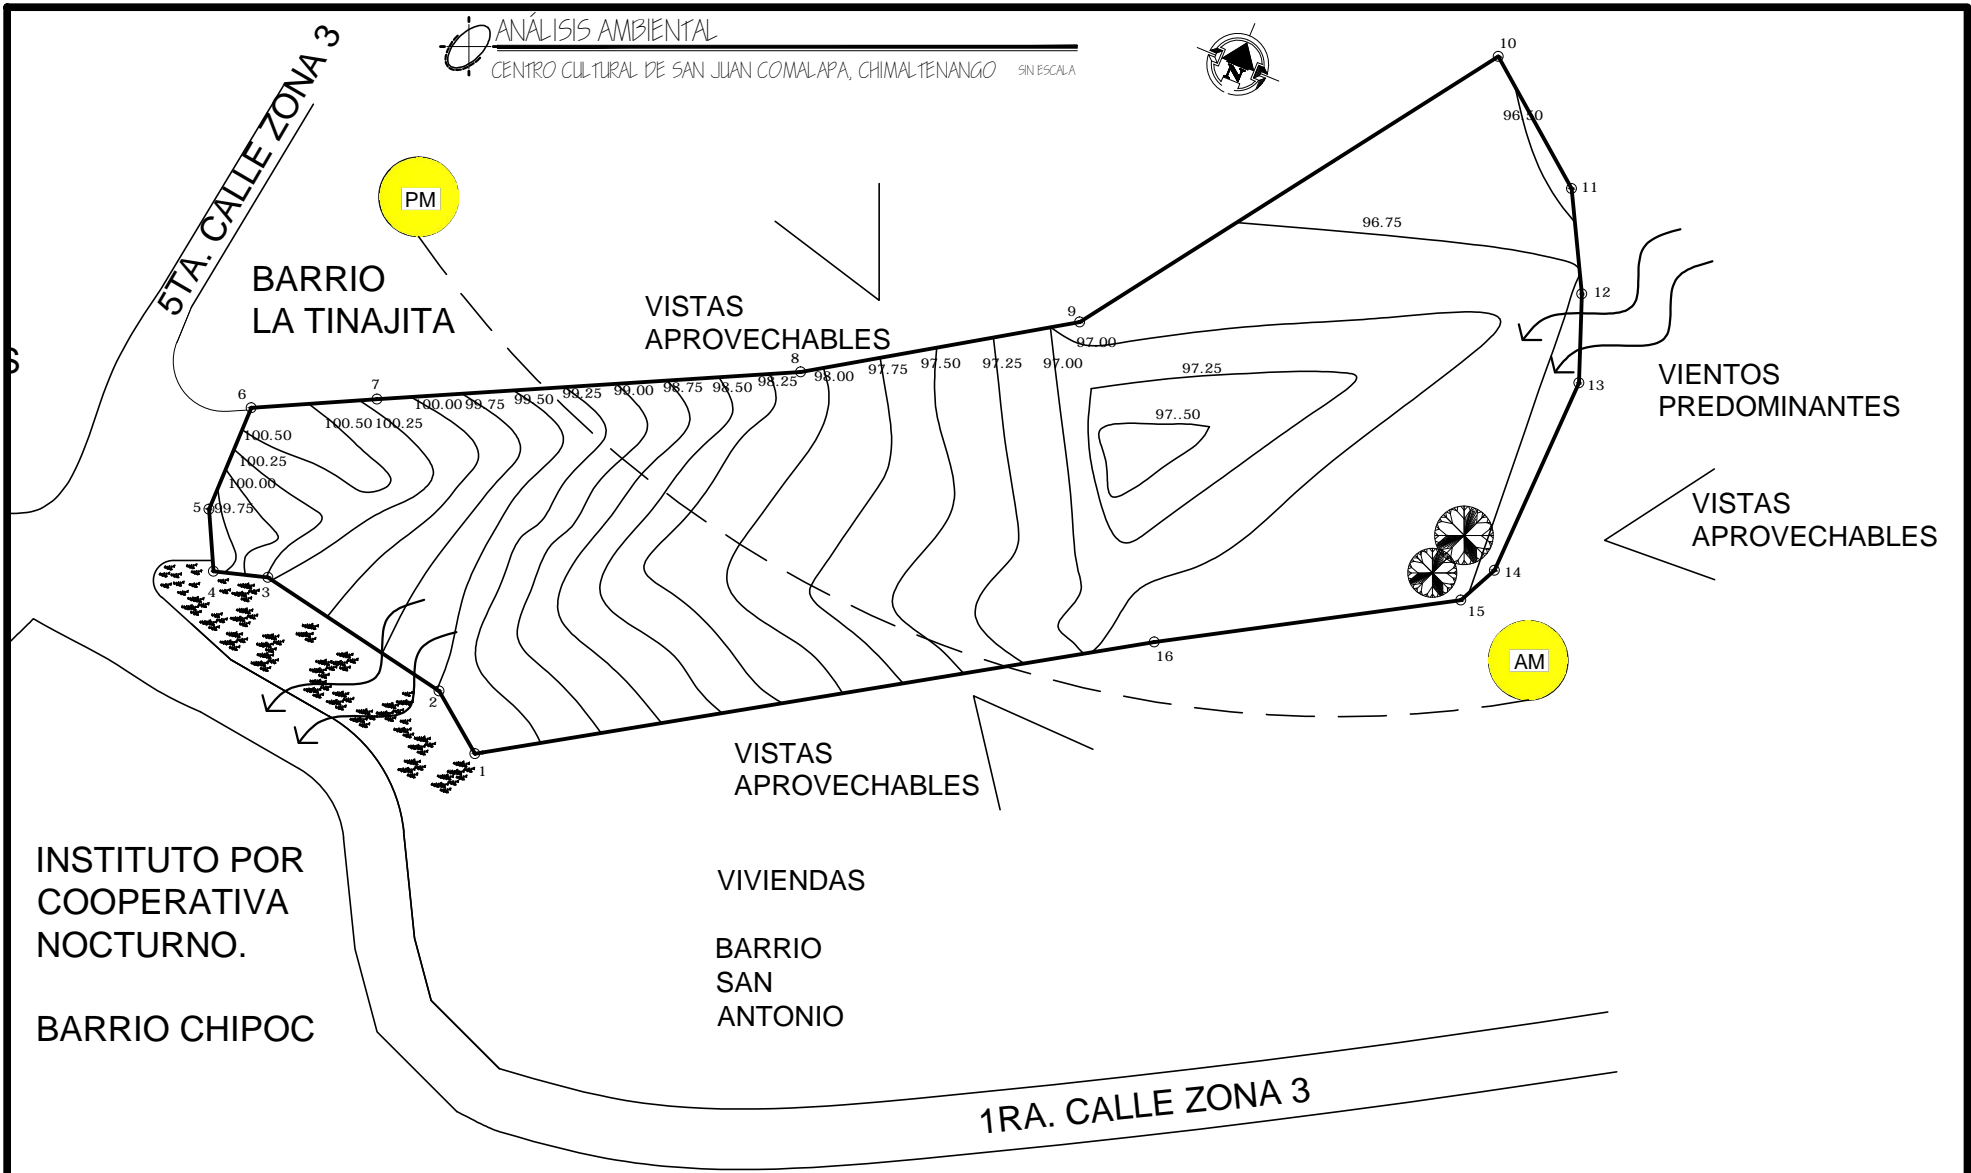 ANÁLISIS AMBIENTAL
CENTRO CULTURAL DE SAN JUAN COMALAPA, CHIMALTENANGO SIN ESCALA
N
5TA. CALLE ZONA 3
PM
BARRIO
LA TINAJITA
VISTAS
APROVECHABLES
S
10
96.50
11
96.75
12
9
97.00
13
VIENTOS
PREDOMINANTES
8
7
6
100.50 100.25 100.00 99.75 99.50 99.25 99.00 98.75 98.50 98.25 98.00 97.75 97.50 97.25 97.00
97.25
97..50
100.50
100.25
100.00
99.75
5
4
3
2
1
VISTAS
APROVECHABLES
14
15
16
AM
VISTAS
APROVECHABLES
INSTITUTO POR
COOPERATIVA
NOCTURNO.
BARRIO CHIPOC
VIVIENDAS
BARRIO
SAN
ANTONIO
1RA. CALLE ZONA 3